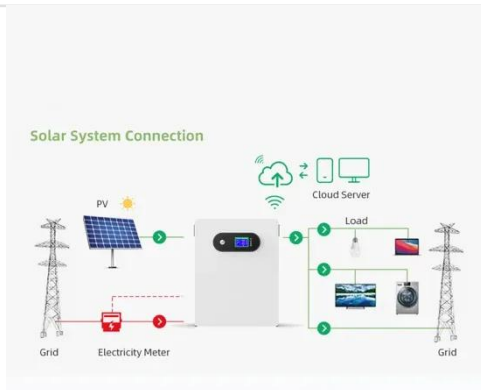 Solar System Connection
Cloud Server
PV
Load
Grid
Electricity Meter
Grid